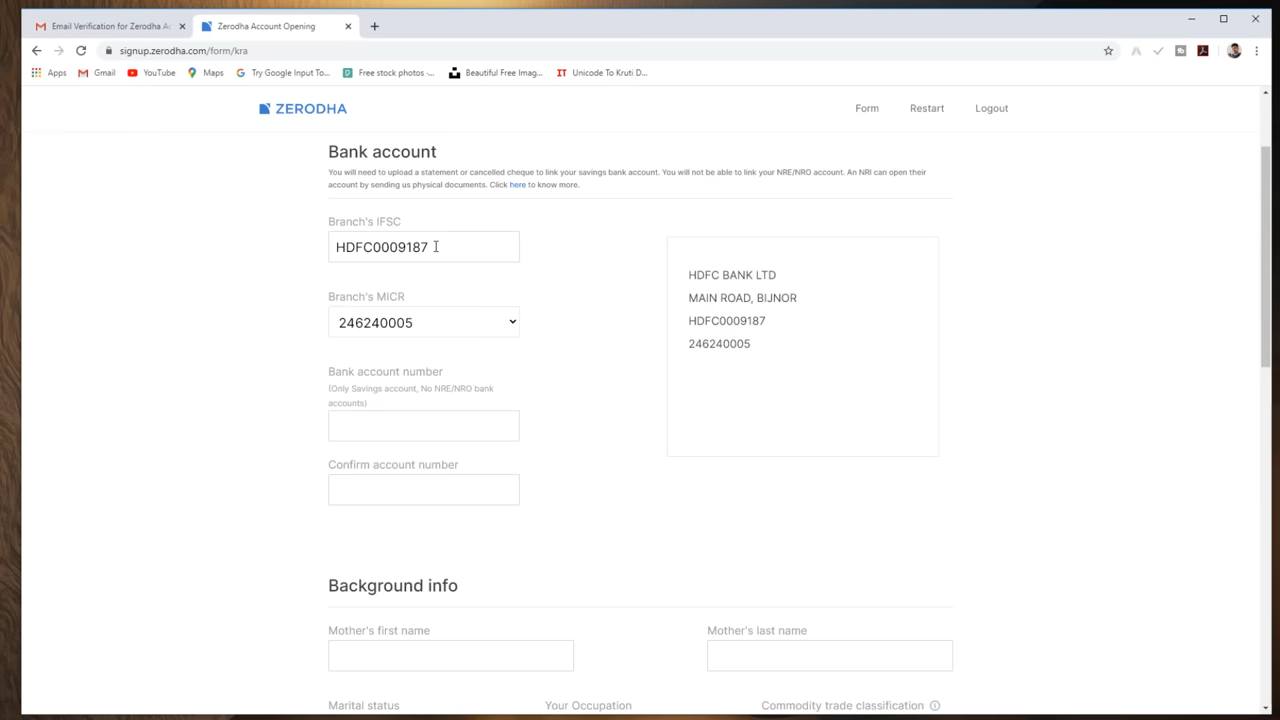 Email Verification for Zerodha Ac
Zerodha Account Opening
signup.zerodha.com/form/kra
Apps
Gmail
YouTube
Maps
Try Google Input To...
Free stock photos -...
Beautiful Free Imag...
IT Unicode To Kruti D...
ZERODHA
Form
Restart
Logout
Bank account
You will need to upload a statement or cancelled cheque to link your savings bank account. You will not be able to link your NRE/NRO account. An NRI can open their
account by sending us physical documents. Click here to know more.
Branch's IFSC
HDFC0009187
Branch's MICR
246240005
Bank account number
(Only Savings account, No NRE/NRO bank
accounts)
Confirm account number
HDFC BANK LTD
MAIN ROAD, BIJNOR
HDFC0009187
246240005
Background info
Mother's first name
Mother's last name
Marital status
Your Occupation
Commodity trade classification